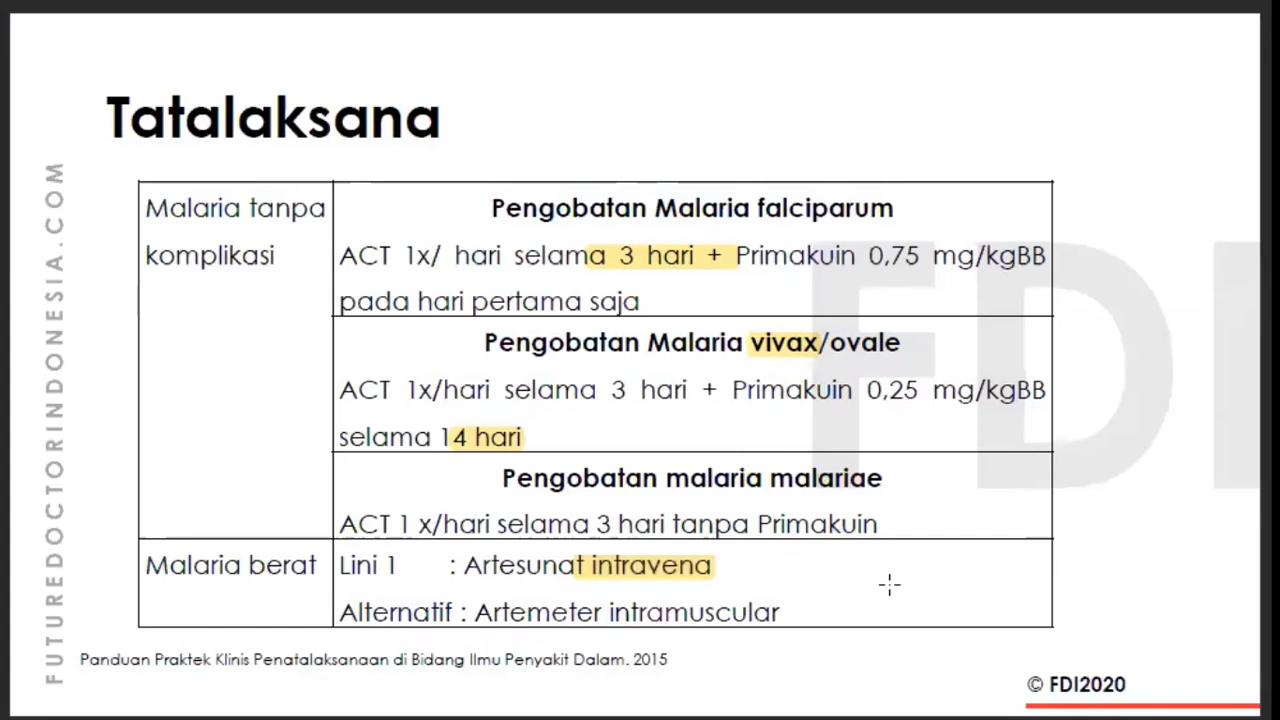 Tatalaksana
FUTUREDOCTORINDONESIA.COM
Malaria tanpa
komplikasi
Pengobatan Malaria falciparum
ACT 1x/ hari selama 3 hari + Primakuin 0,75 mg/kgBB
pada hari pertama saja
Pengobatan Malaria vivax/ovale
ACT 1x/hari selama 3 hari + Primakuin 0,25 mg/kgBB
selama 14 hari
Pengobatan malaria malariae
ACT 1 x/hari selama 3 hari tanpa Primakuin
Malaria berat
Lini 1 : Artesunat intravena
Alternatif : Artemeter intramuscular
Panduan Praktek Klinis Penatalaksanaan di Bidang Ilmu Penyakit Dalam. 2015
© FDI2020
FDI